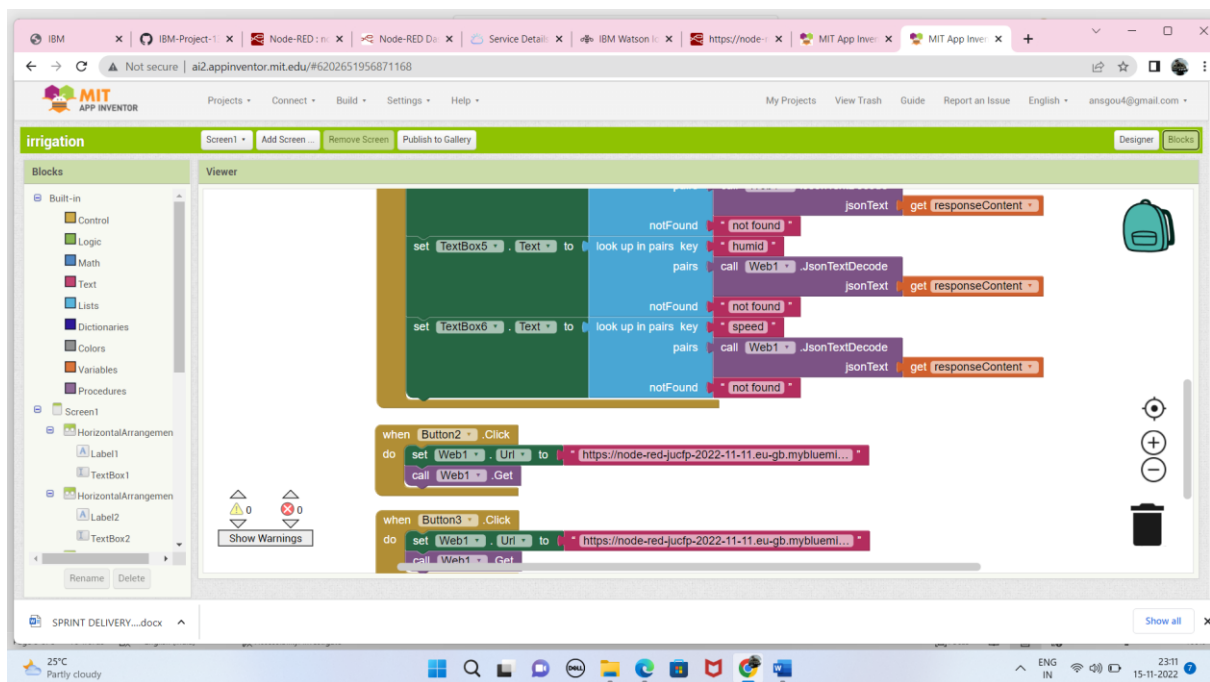 IBM
IBM-Project-1
Node-RED : no
Node-RED Da
Service Details
IBM Watson Io
https://node-r
MIT App Inven
MIT App Inven
Not secure | ai2.appinventor.mit.edu/#6202651956871168
MIT
APP INVENTOR
Projects Connect Build Settings Help
My Projects View Trash Guide Report an Issue English ansgou4@gmail.com
irrigation
Screen1 Add Screen ... Remove Screen Publish to Gallery
Designer Blocks
Blocks
Viewer
Built-in
Control
Logic
Math
Text
Lists
Dictionaries
Colors
Variables
Procedures
Screen1
HorizontalArrangemen
Label1
TextBox1
HorizontalArrangemen
Label2
TextBox2
Rename Delete
jsonText get responseContent
notFound " not found "
set TextBox5 . Text to look up in pairs key " humid "
pairs call Web1 .JsonTextDecode
jsonText get responseContent
notFound " not found "
set TextBox6 . Text to look up in pairs key " speed "
pairs call Web1 .JsonTextDecode
jsonText get responseContent
notFound " not found "
when Button2 .Click
do set Web1 . Url to " https://node-red-jucfp-2022-11-11.eu-gb.mybluemi... "
call Web1 .Get
when Button3 .Click
do set Web1 . Url to " https://node-red-jucfp-2022-11-11.eu-gb.mybluemi... "
call Web1 .Get
0 0
Show Warnings
SPRINT DELIVERY....docx
Show all
25°C
Partly cloudy
DELL
ENG
IN
23:11
15-11-2022